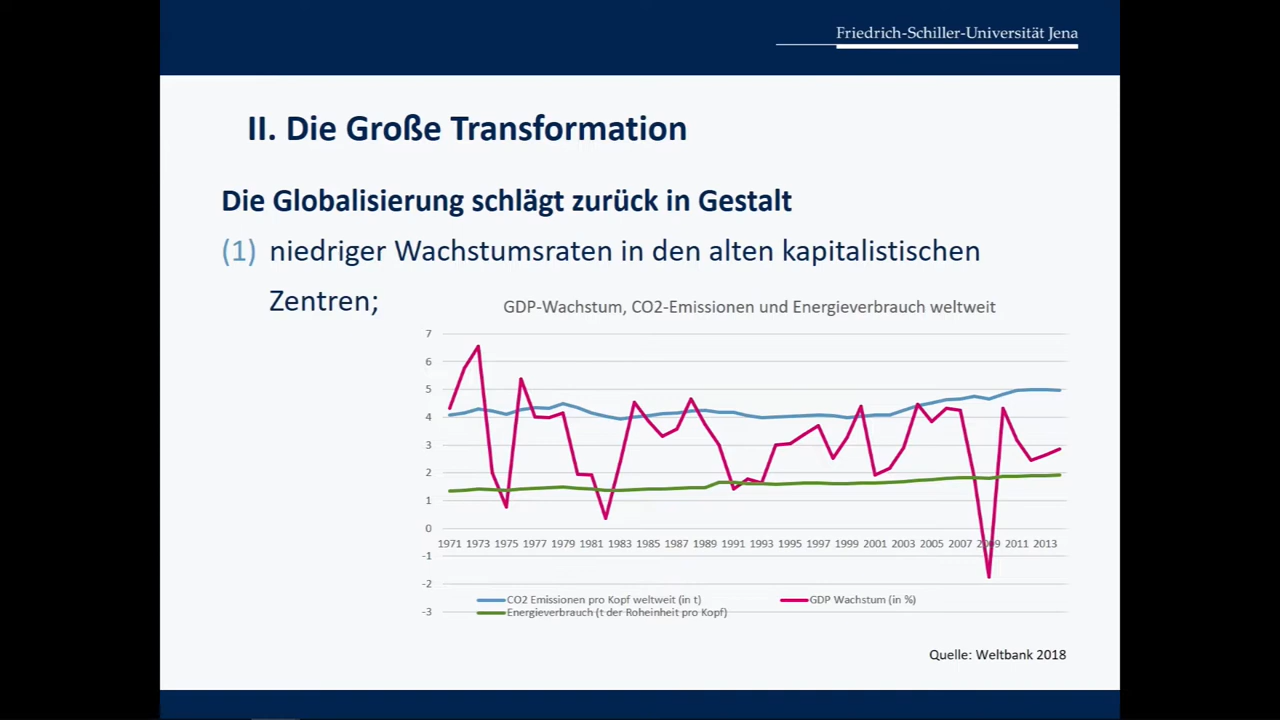 Friedrich-Schiller-Universität Jena
II. Die Große Transformation
Die Globalisierung schlägt zurück in Gestalt
(1) niedriger Wachstumsraten in den alten kapitalistischen
Zentren;
GDP-Wachstum, CO2-Emissionen und Energieverbrauch weltweit
7
6
5
4
3
2
1
0
1971 1973 1975 1977 1979 1981 1983 1985 1987 1989 1991 1993 1995 1997 1999 2001 2003 2005 2007 2009 2011 2013
-1
-2
CO2 Emissionen pro Kopf weltweit (in t) GDP Wachstum (in %)
-3
Energieverbrauch (t der Roheinheit pro Kopf)
Quelle: Weltbank 2018